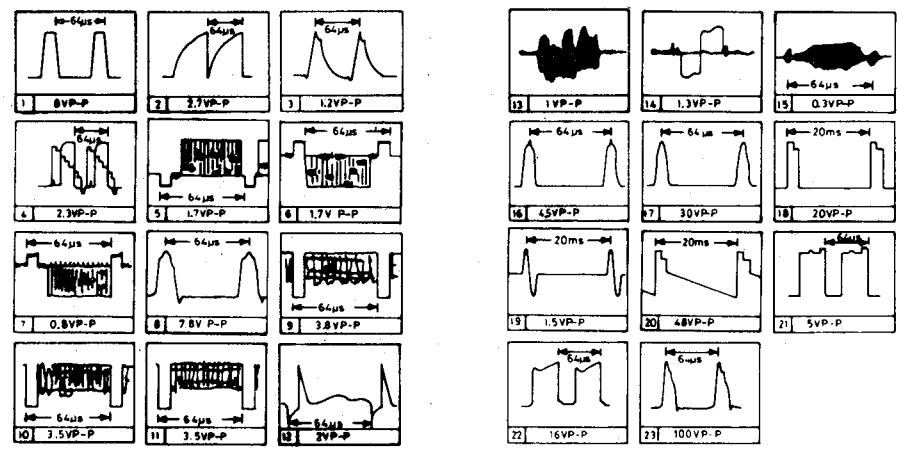 64µs
1 8VP-P
64µs
2 2.7VP-P
64µs
3 1.2VP-P
64µs
4 2.3VP-P
64µs
5 1.7VP-P
64µs
6 1.7V P-P
64µs
7 0.8VP-P
64µs
8 7.8V P-P
64µs
9 3.8VP-P
64µs
10 3.5VP-P
64µs
11 3.5VP-P
64µs
12 2VP-P
13 1VP-P
14 1.3VP-P
64µs
15 0.3VP-P
64µs
16 45VP-P
64µs
17 30VP-P
20ms
18 20VP-P
20ms
19 1.5VP-P
20ms
20 48VP-P
64µs
21 5VP-P
64µs
22 16VP-P
23 100VP-P